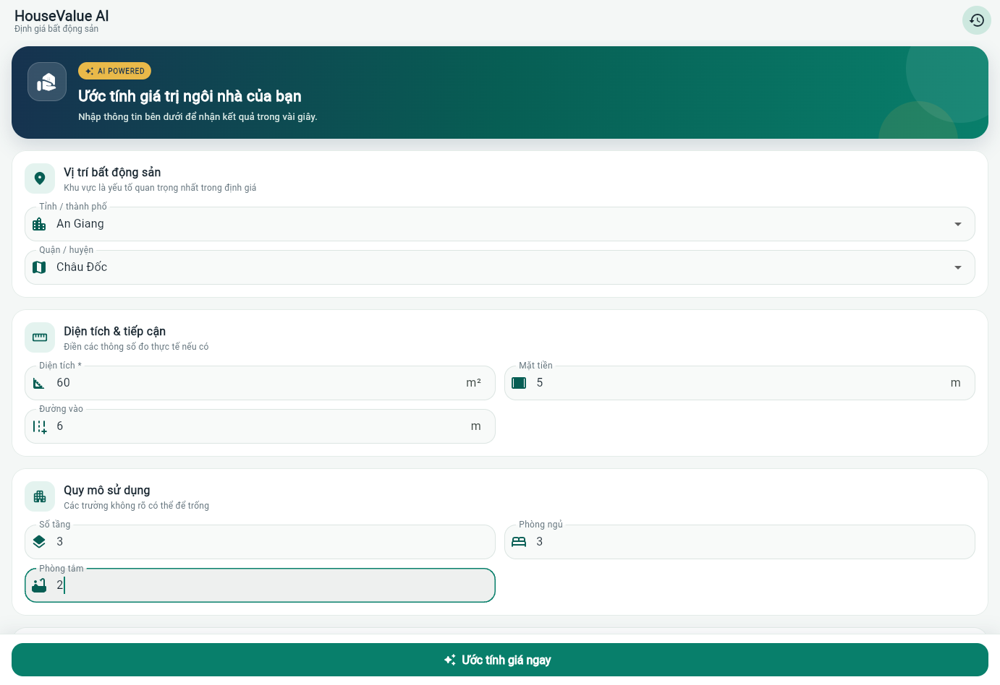 HouseValue AI
Định giá bất động sản
AI POWERED
Ước tính giá trị ngôi nhà của bạn
Nhập thông tin bên dưới để nhận kết quả trong vài giây.
Vị trí bất động sản
Khu vực là yếu tố quan trọng nhất trong định giá
Tỉnh / thành phố
An Giang
Quận / huyện
Châu Đốc
Diện tích & tiếp cận
Điền các thông số đo thực tế nếu có
Diện tích *
60 m²
Mặt tiền
5 m
Đường vào
6 m
Quy mô sử dụng
Các trường không rõ có thể để trống
Số tầng
3
Phòng ngủ
3
Phòng tắm
2
Ước tính giá ngay